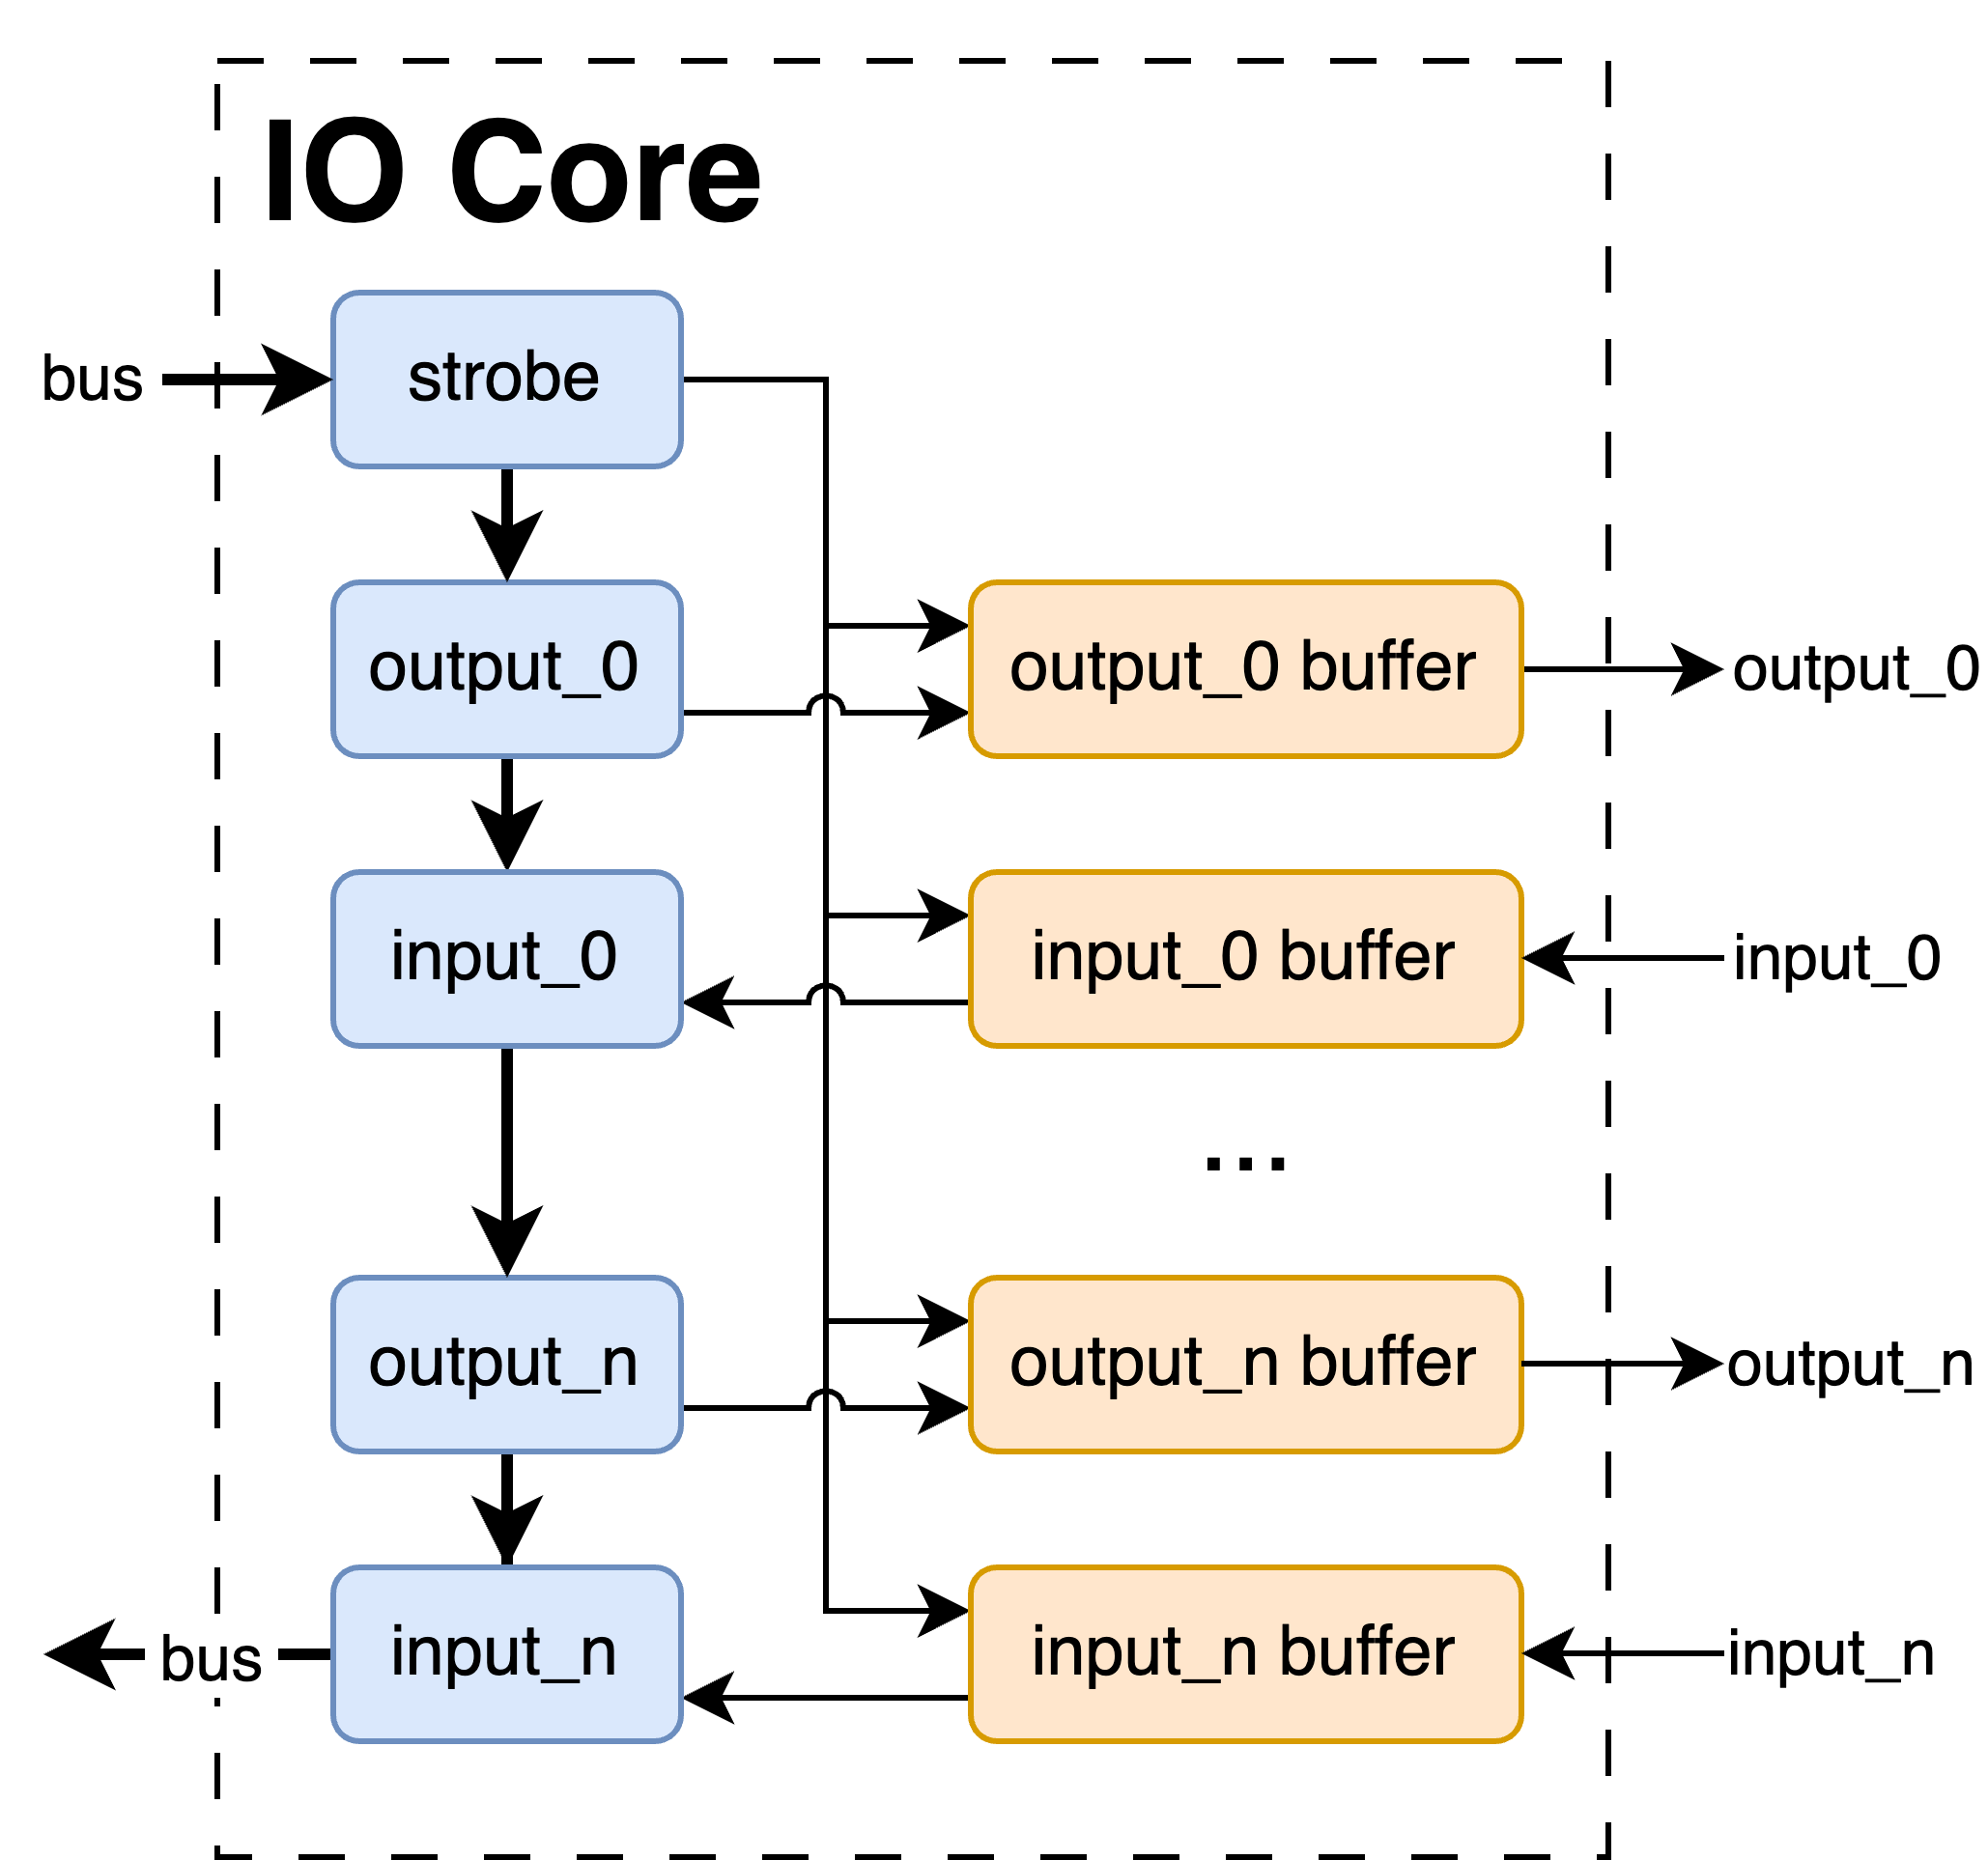 IO Core
bus
strobe
output_0
output_0 buffer
output_0
input_0
input_0 buffer
input_0
...
output_n
output_n buffer
output_n
bus
input_n
input_n buffer
input_n